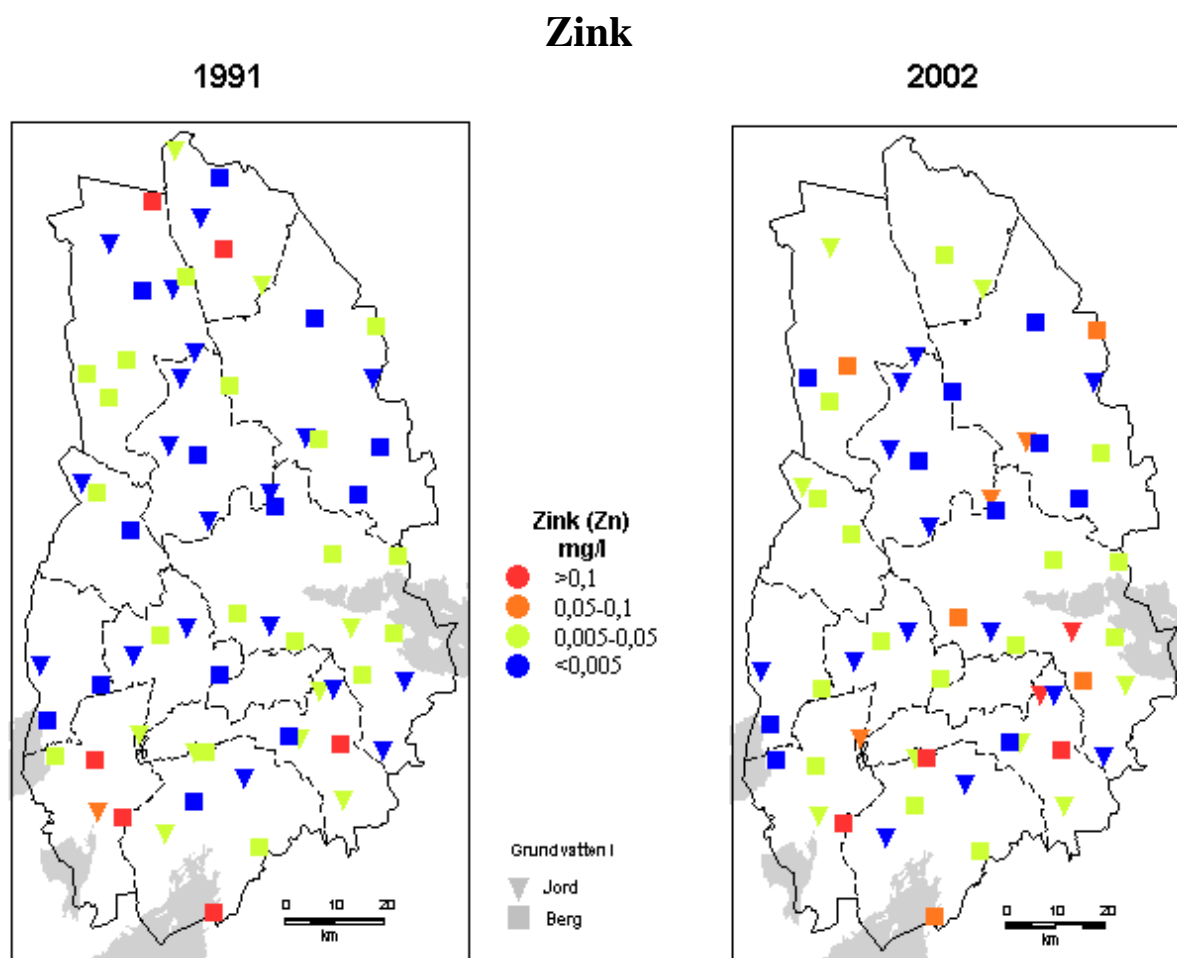 Zink
1991
2002
Zink (Zn)
mg/l
>0,1
0,05-0,1
0,005-0,05
<0,005
Grundvatten i
Jord
Berg
0 10 20
km
0 10 20
km